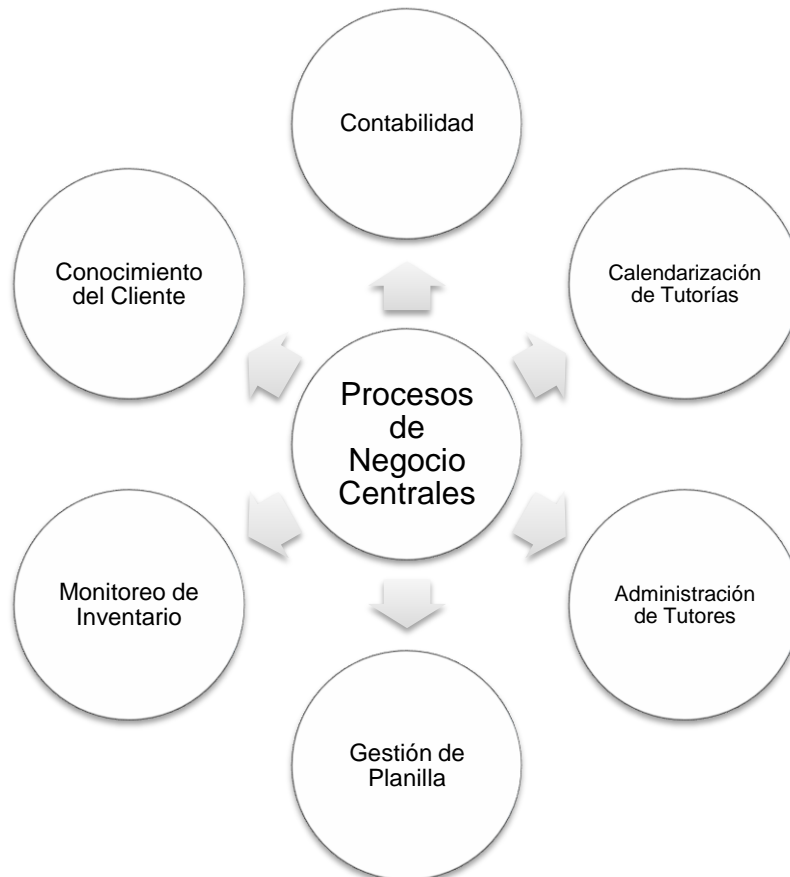 Contabilidad
Conocimiento
del Cliente
Calendarización
de Tutorías
Procesos
de
Negocio
Centrales
Monitoreo de
Inventario
Administración
de Tutores
Gestión de
Planilla